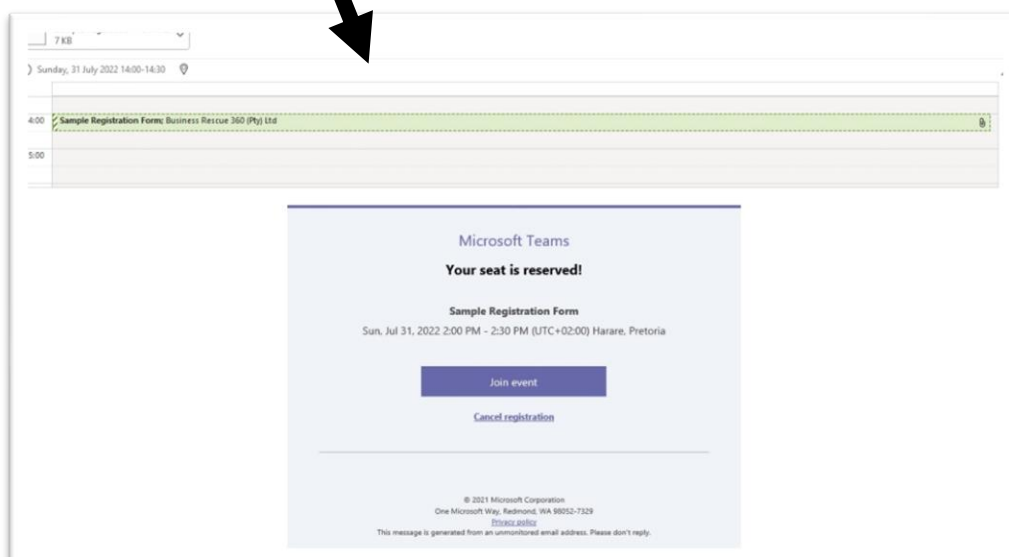 7 KB
Sunday, 31 July 2022 14:00-14:30
4:00 Sample Registration Form; Business Rescue 360 (Pty) Ltd
5:00
Microsoft Teams
Your seat is reserved!
Sample Registration Form
Sun, Jul 31, 2022 2:00 PM - 2:30 PM (UTC+02:00) Harare, Pretoria
Join event
Cancel registration
© 2021 Microsoft Corporation
One Microsoft Way, Redmond, WA 98052-7329
Privacy policy
This message is generated from an unmonitored email address. Please don't reply.